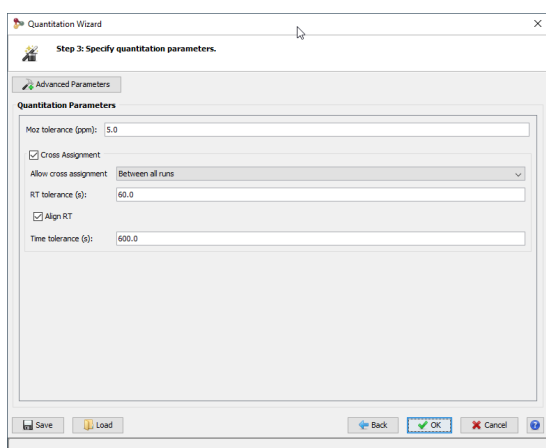 Quantitation Wizard
Step 3: Specify quantitation parameters.
Advanced Parameters
Quantitation Parameters
Moz tolerance (ppm): 5.0
Cross Assignment
Allow cross assignment Between all runs
RT tolerance (s): 60.0
Align RT
Time tolerance (s): 600.0
Save Load Back OK Cancel ?